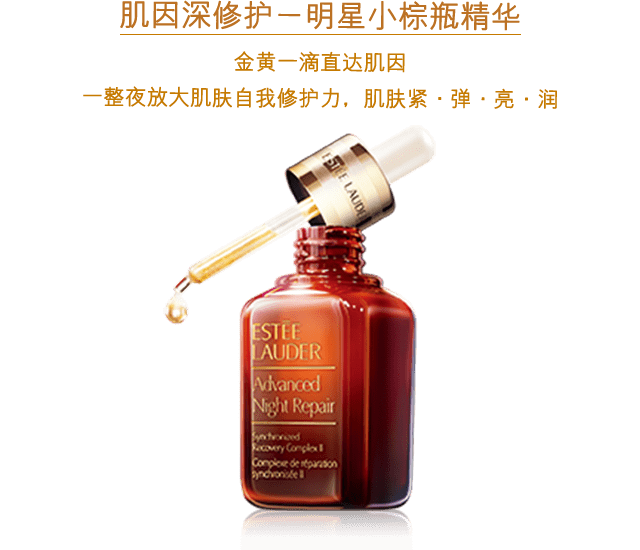 肌因深修护－明星小棕瓶精华
金黄一滴直达肌因
一整夜放大肌肤自我修护力，肌肤紧·弹·亮·润
ESTĒE LAUDER
ESTĒE
LAUDER
Advanced
Night Repair
Synchronized
Recovery Complex II
Complexe de réparation
synchronisée II